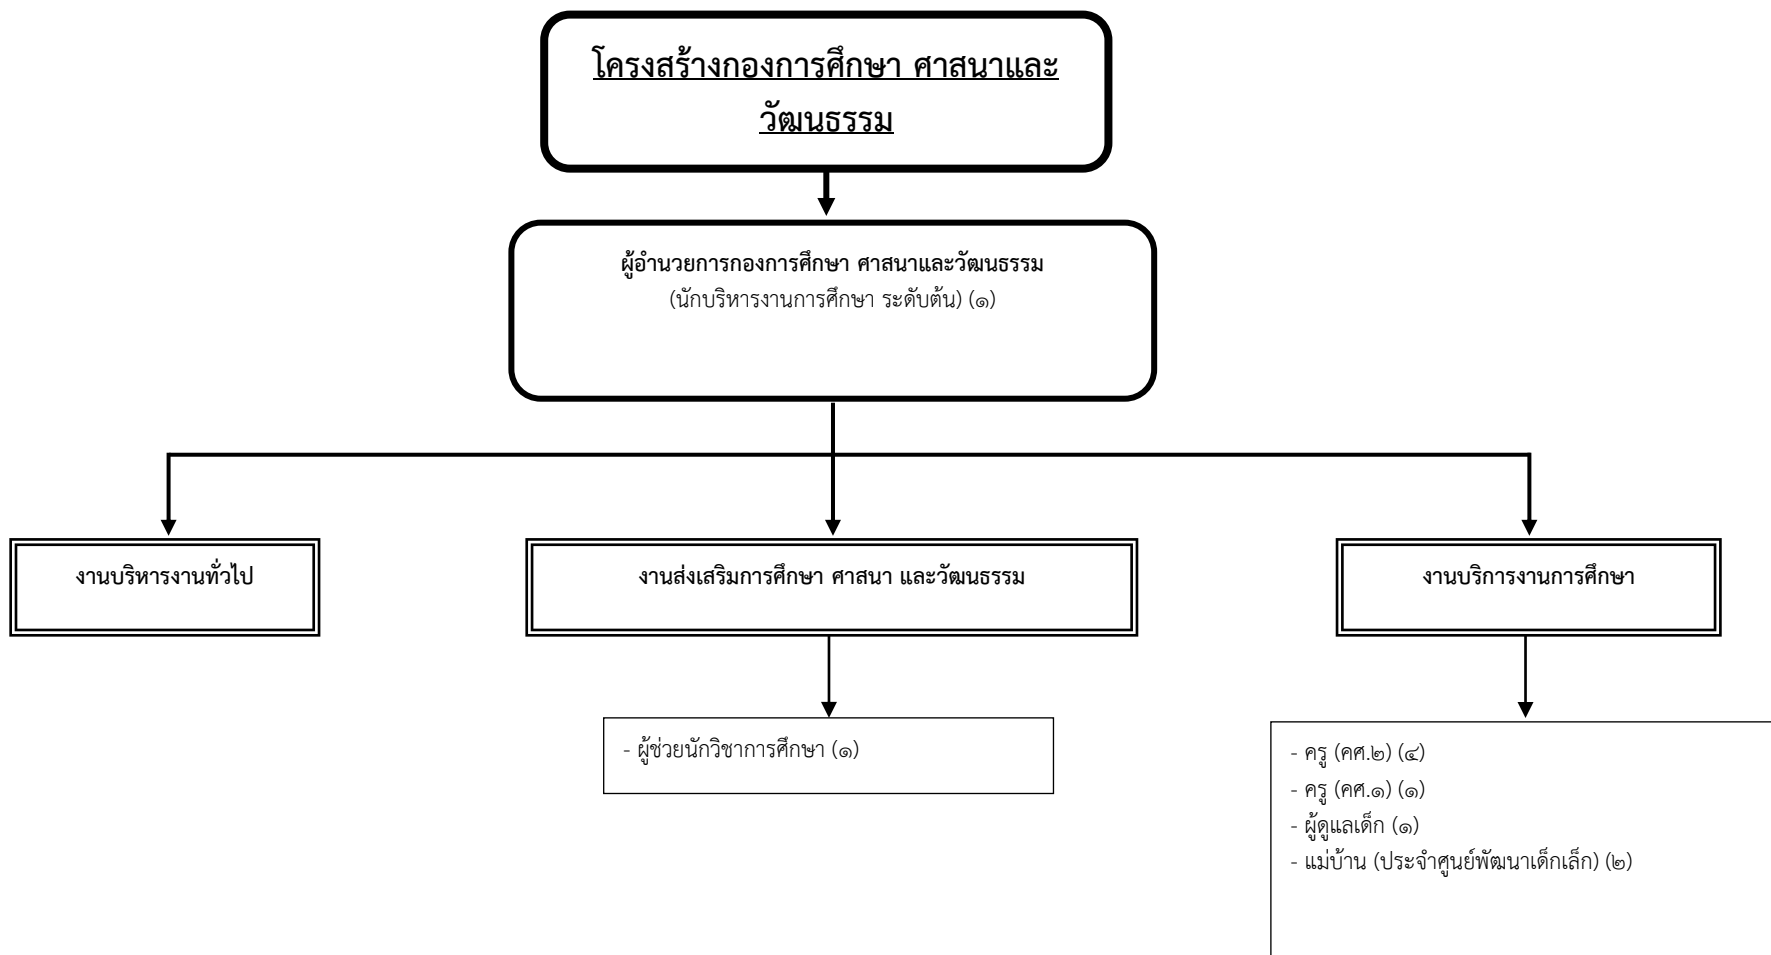 โครงสร้างกองการศึกษา ศาสนาและ
วัฒนธรรม
ผู้อำนวยการกองการศึกษา ศาสนาและวัฒนธรรม
(นักบริหารงานการศึกษา ระดับต้น) (๑)
งานบริหารงานทั่วไป
งานส่งเสริมการศึกษา ศาสนา และวัฒนธรรม
งานบริการงานการศึกษา
- ผู้ช่วยนักวิชาการศึกษา (๑)
- ครู (คศ.๒) (๔)
- ครู (คศ.๑) (๑)
- ผู้ดูแลเด็ก (๑)
- แม่บ้าน (ประจำศูนย์พัฒนาเด็กเล็ก) (๒)